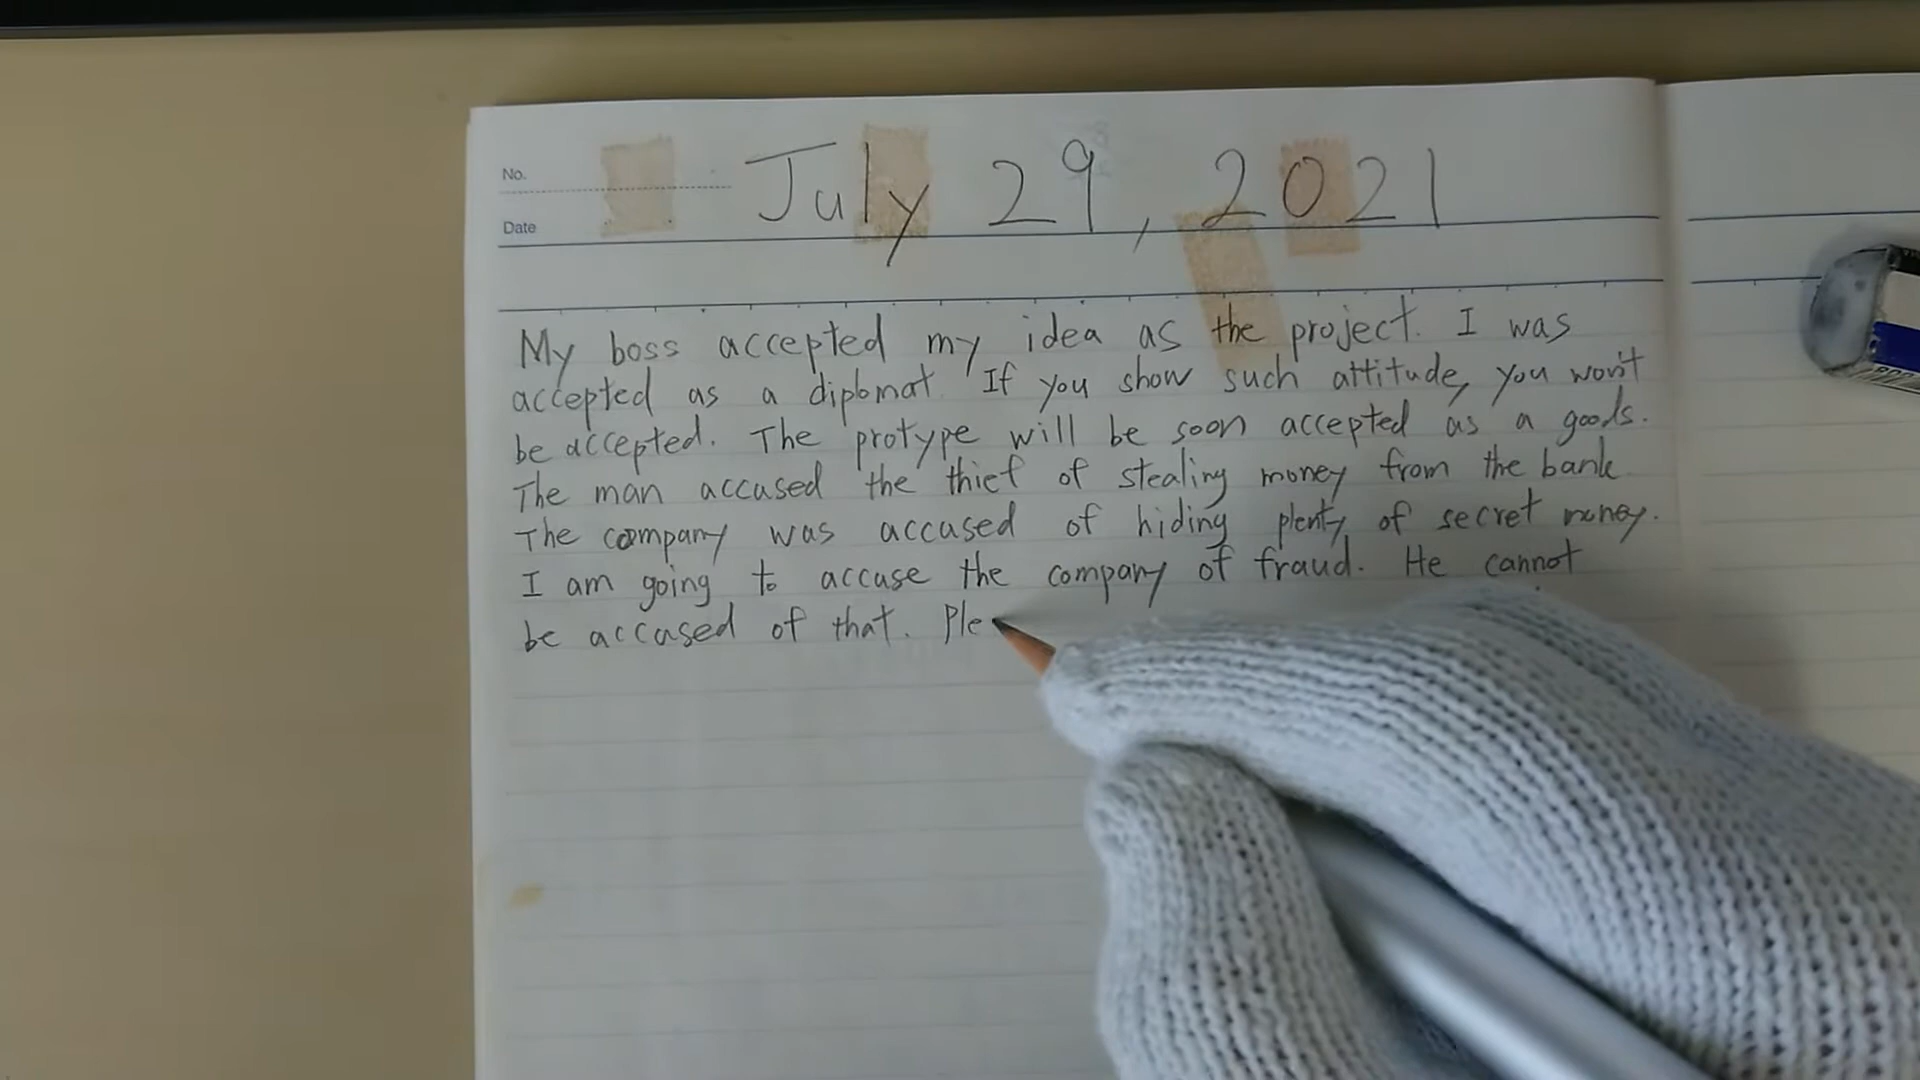 No.
July 29, 2021
Date
My boss accepted my idea as the project. I was
accepted as a diplomat. If you show such attitude, you won't
be accepted. The protype will be soon accepted as a goods.
The man accused the thief of stealing money from the bank
The company was accused of hiding plenty of secret money.
I am going to accuse the company of fraud. He cannot
be accused of that. Ple